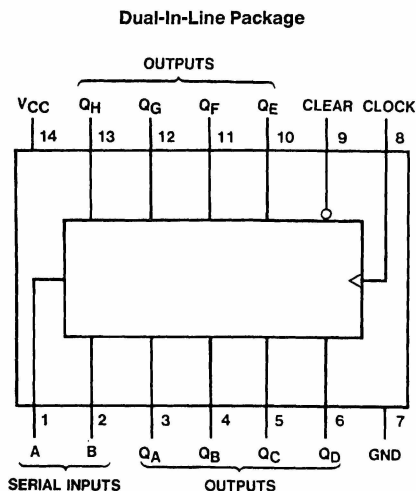 Dual-In-Line Package
OUTPUTS
VCC QH QG QF QE CLEAR CLOCK
14 13 12 11 10 9 8
1 2 3 4 5 6 7
A B QA QB QC QD GND
SERIAL INPUTS OUTPUTS